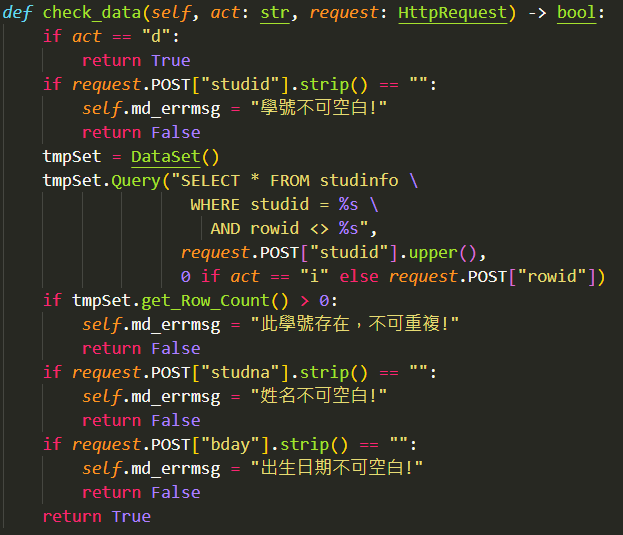 def check_data(self, act: str, request: HttpRequest) -> bool:
    if act == "d":
        return True
    if request.POST["studid"].strip() == "":
        self.md_errmsg = "學號不可空白!"
        return False
    tmpSet = DataSet()
    tmpSet.Query("SELECT * FROM studinfo \
                   WHERE studid = %s \
                     AND rowid <> %s",
                  request.POST["studid"].upper(),
                  0 if act == "i" else request.POST["rowid"])
    if tmpSet.get_Row_Count() > 0:
        self.md_errmsg = "此學號存在，不可重複!"
        return False
    if request.POST["studna"].strip() == "":
        self.md_errmsg = "姓名不可空白!"
        return False
    if request.POST["bday"].strip() == "":
        self.md_errmsg = "出生日期不可空白!"
        return False
    return True